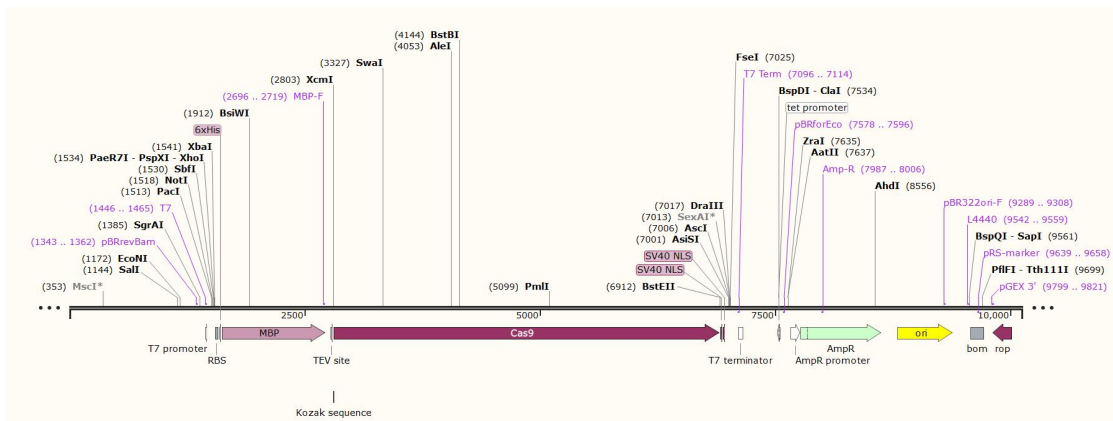 (4144) BstBI
(4053) AleI
(3327) SwaI
(2803) XcmI
(2696 .. 2719) MBP-F
(1912) BsiWI
6xHis
(1541) XbaI
(1534) PaeR7I - PspXI - XhoI
(1530) SbfI
(1518) NotI
(1513) PacI
(1446 .. 1465) T7
(1385) SgrAI
(1343 .. 1362) pBRrevBam
(1172) EcoNI
(1144) SalI
(353) MscI*
(5099) PmlI
FseI (7025)
T7 Term (7096 .. 7114)
BspDI - ClaI (7534)
tet promoter
pBRforEco (7578 .. 7596)
ZraI (7635)
AatII (7637)
Amp-R (7987 .. 8006)
AhdI (8556)
(7017) DraIII
(7013) SexAI*
(7006) AscI
(7001) AsiSI
SV40 NLS
SV40 NLS
(6912) BstEII
pBR322ori-F (9289 .. 9308)
L4440 (9542 .. 9559)
BspQI - SapI (9561)
pRS-marker (9639 .. 9658)
PflFI - Tth111I (9699)
pGEX 3' (9799 .. 9821)
2500 5000 7500 10,000
MBP Cas9 ori
T7 promoter TEV site T7 terminator AmpR bom rop
RBS AmpR promoter
Kozak sequence